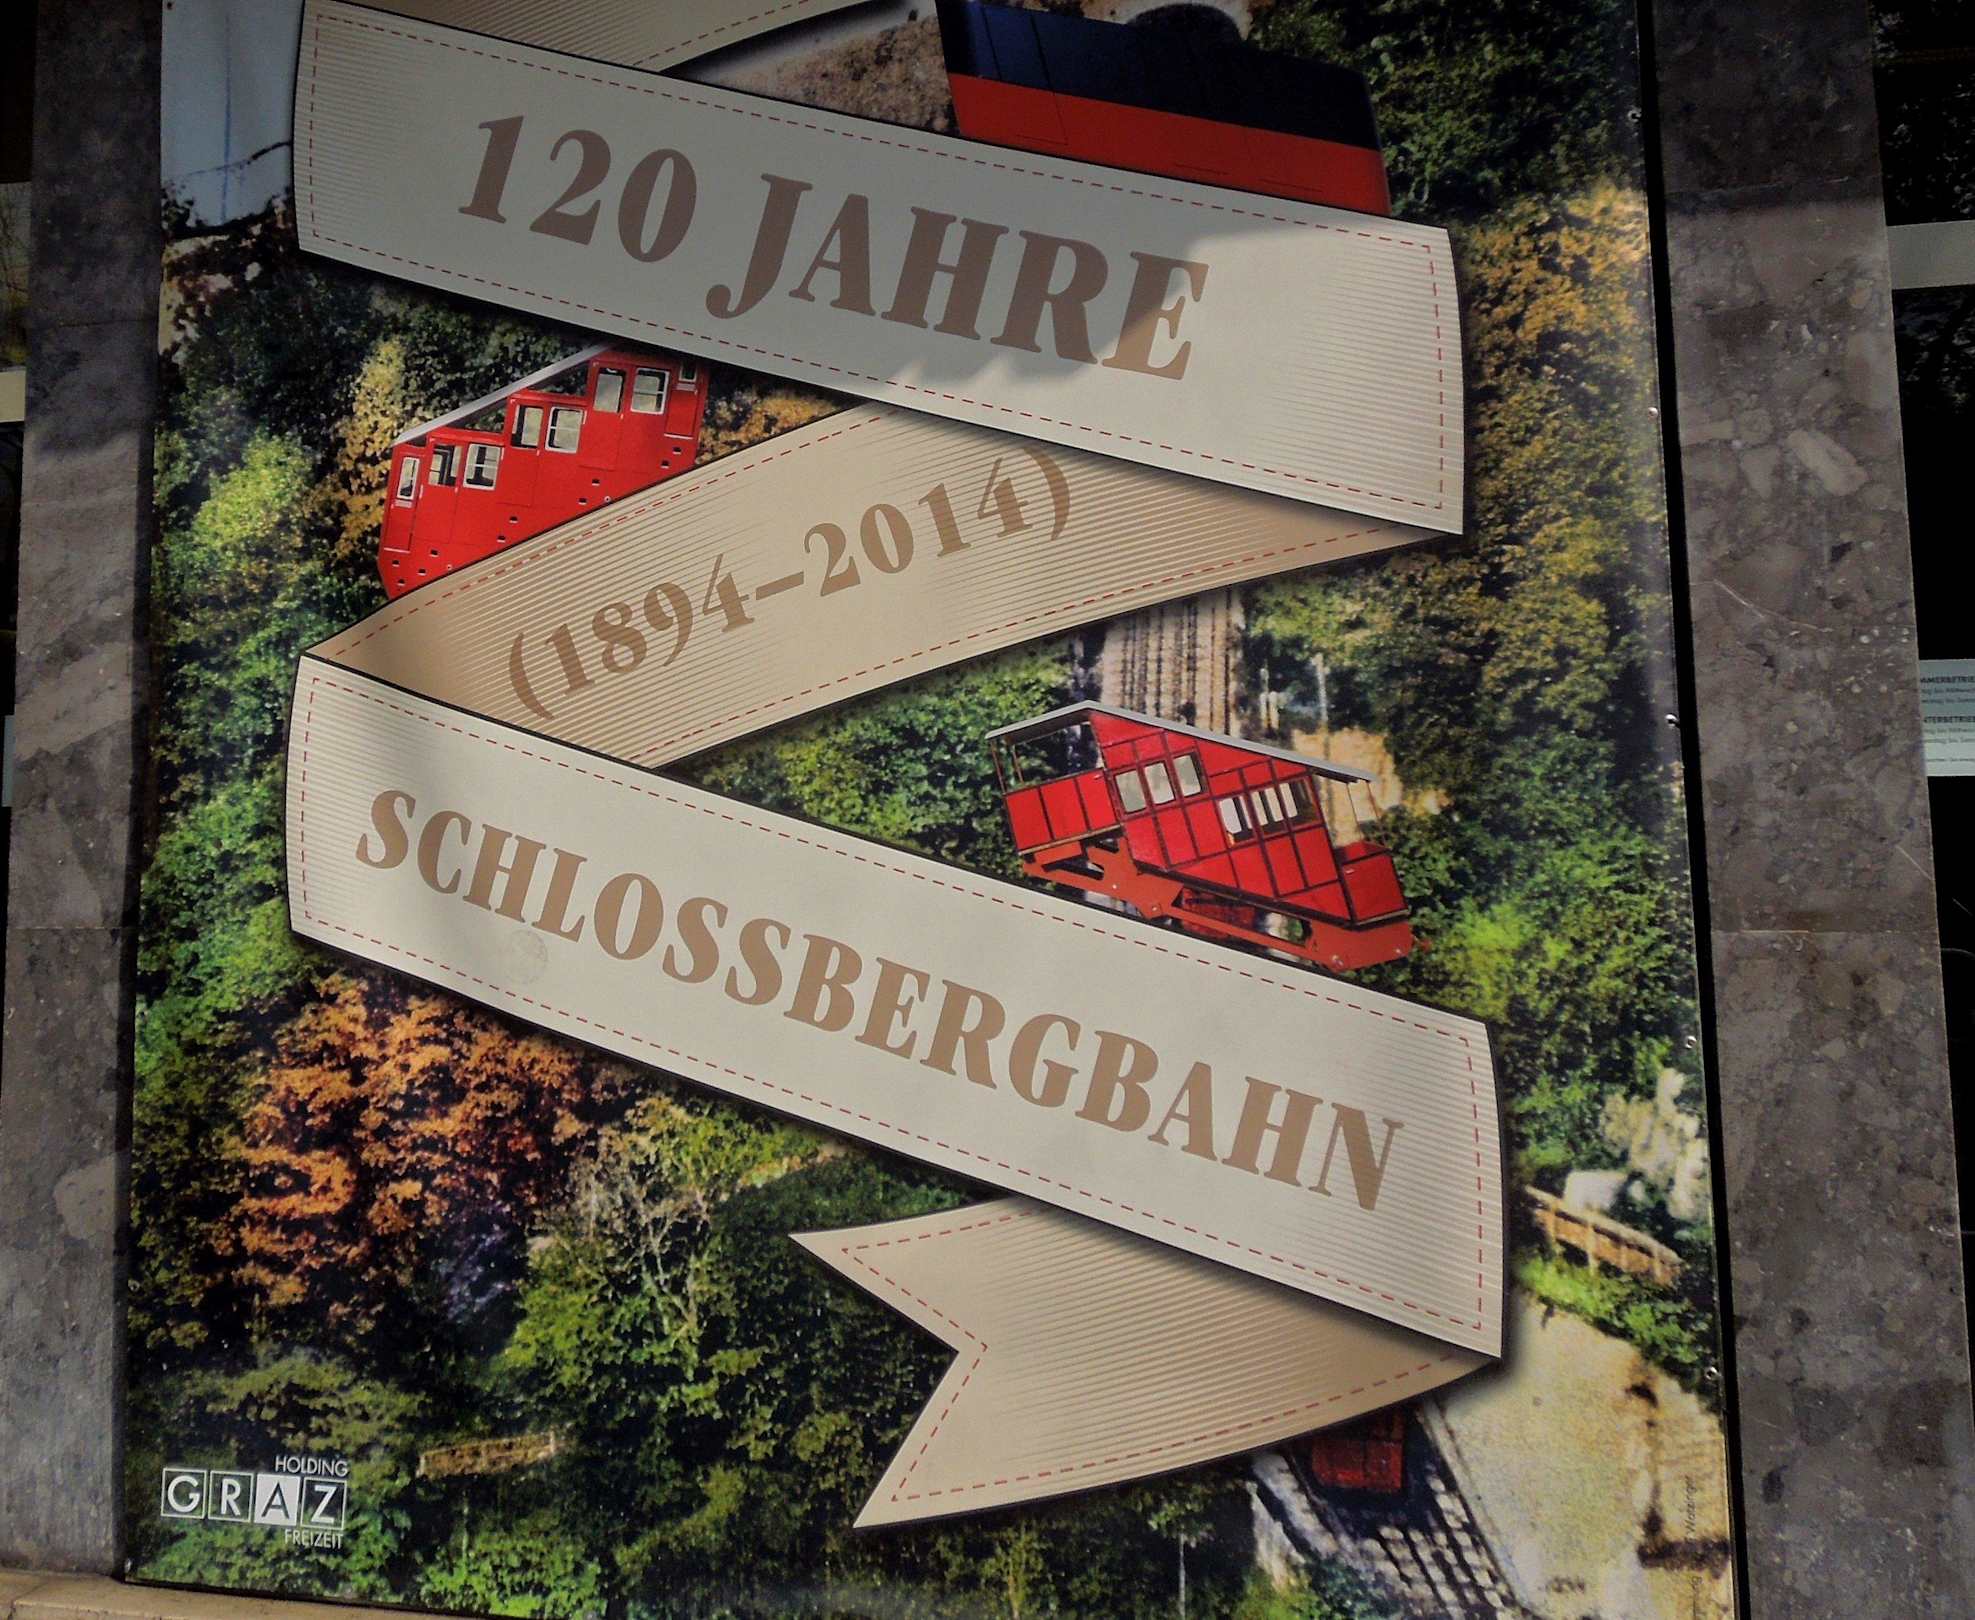 120 JAHRE
(1894–2014)
SCHLOSSBERGBAHN
HOLDING
GRAZ
FREIZEIT